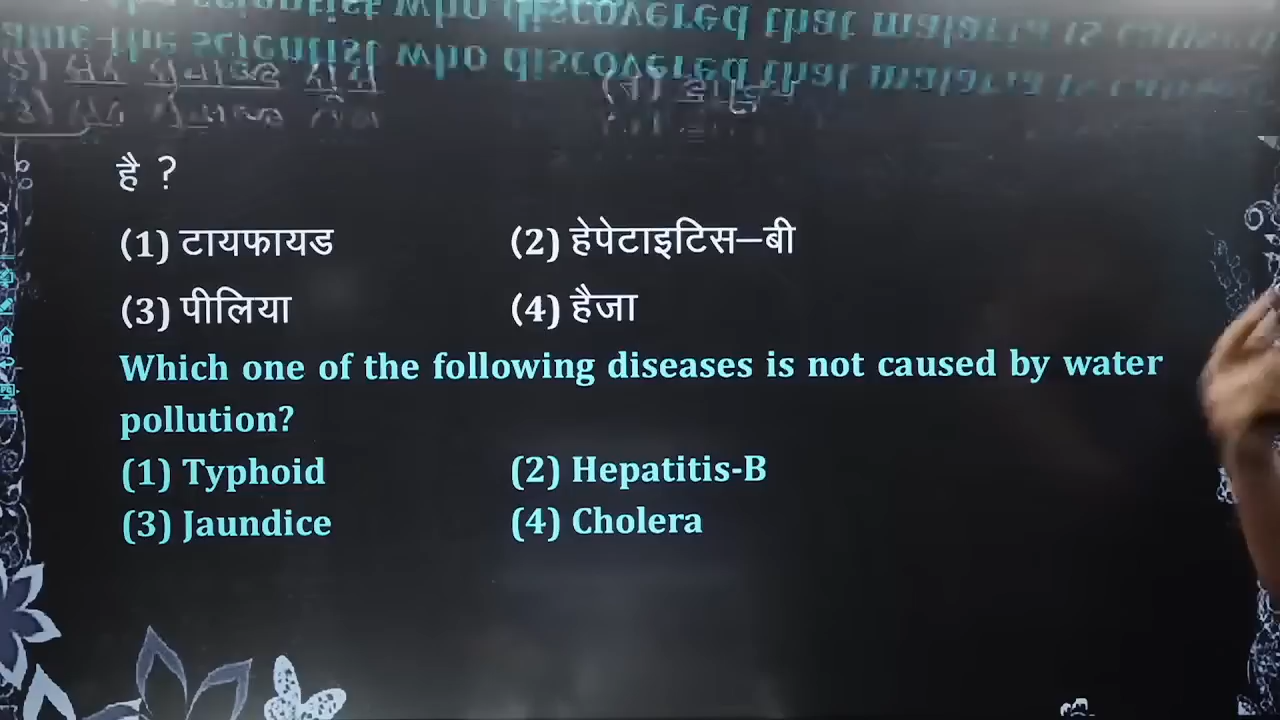 है ?
(1) टायफायड (2) हेपेटाइटिस–बी
(3) पीलिया (4) हैजा
Which one of the following diseases is not caused by water
pollution?
(1) Typhoid (2) Hepatitis-B
(3) Jaundice (4) Cholera